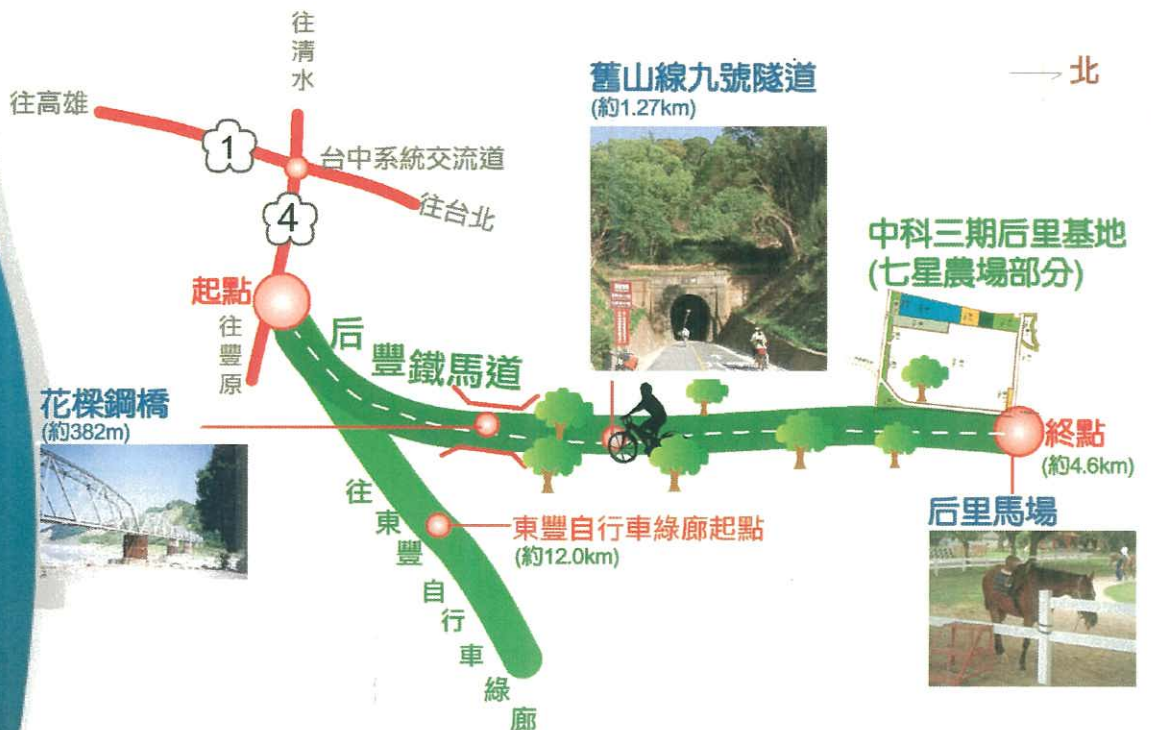 往清水
往高雄
1
台中系統交流道
往台北
4
起點
往豐原
舊山線九號隧道
(約1.27km)
北
中科三期后里基地
(七星農場部分)
后豐鐵馬道
花樑鋼橋
(約382m)
終點
(約4.6km)
后里馬場
東豐自行車綠廊起點
(約12.0km)
往東豐自行車綠廊